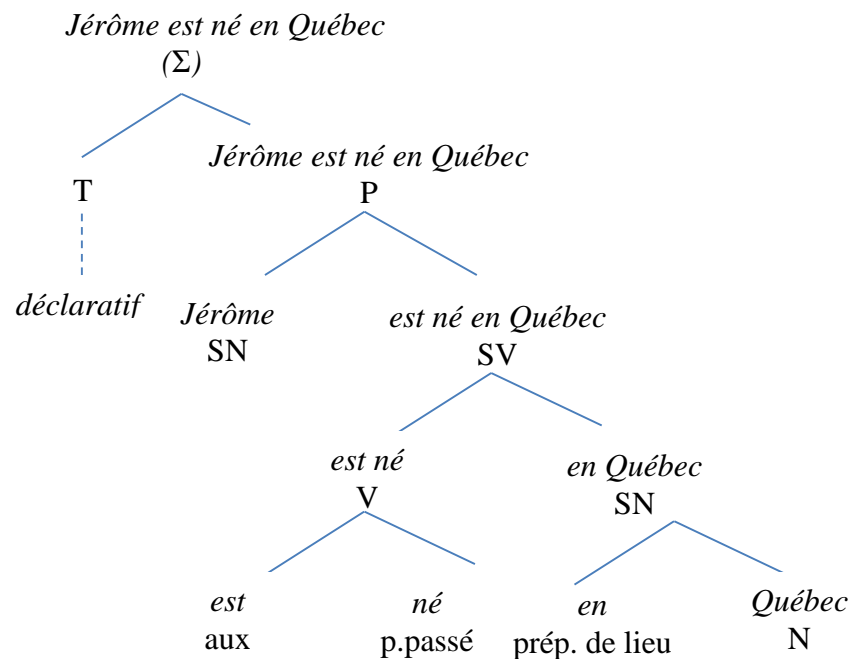 Jérôme est né en Québec
(Σ)
Jérôme est né en Québec
T
P
déclaratif
Jérôme
est né en Québec
SN
SV
est né
en Québec
V
SN
est
né
en
Québec
aux
p.passé
prép. de lieu
N